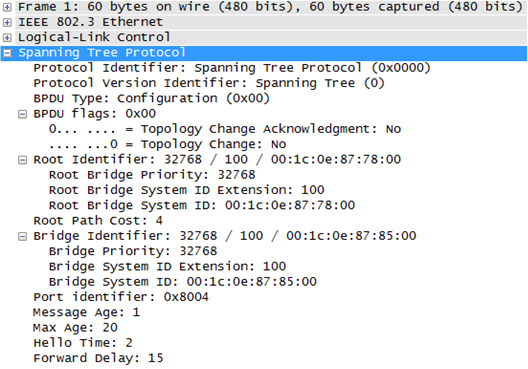 Frame 1: 60 bytes on wire (480 bits), 60 bytes captured (480 bits)
IEEE 802.3 Ethernet
Logical-Link Control
Spanning Tree Protocol
Protocol Identifier: Spanning Tree Protocol (0x0000)
Protocol Version Identifier: Spanning Tree (0)
BPDU Type: Configuration (0x00)
BPDU flags: 0x00
0... .... = Topology Change Acknowledgment: No
.... ...0 = Topology Change: No
Root Identifier: 32768 / 100 / 00:1c:0e:87:78:00
Root Bridge Priority: 32768
Root Bridge System ID Extension: 100
Root Bridge System ID: 00:1c:0e:87:78:00
Root Path Cost: 4
Bridge Identifier: 32768 / 100 / 00:1c:0e:87:85:00
Bridge Priority: 32768
Bridge System ID Extension: 100
Bridge System ID: 00:1c:0e:87:85:00
Port identifier: 0x8004
Message Age: 1
Max Age: 20
Hello Time: 2
Forward Delay: 15